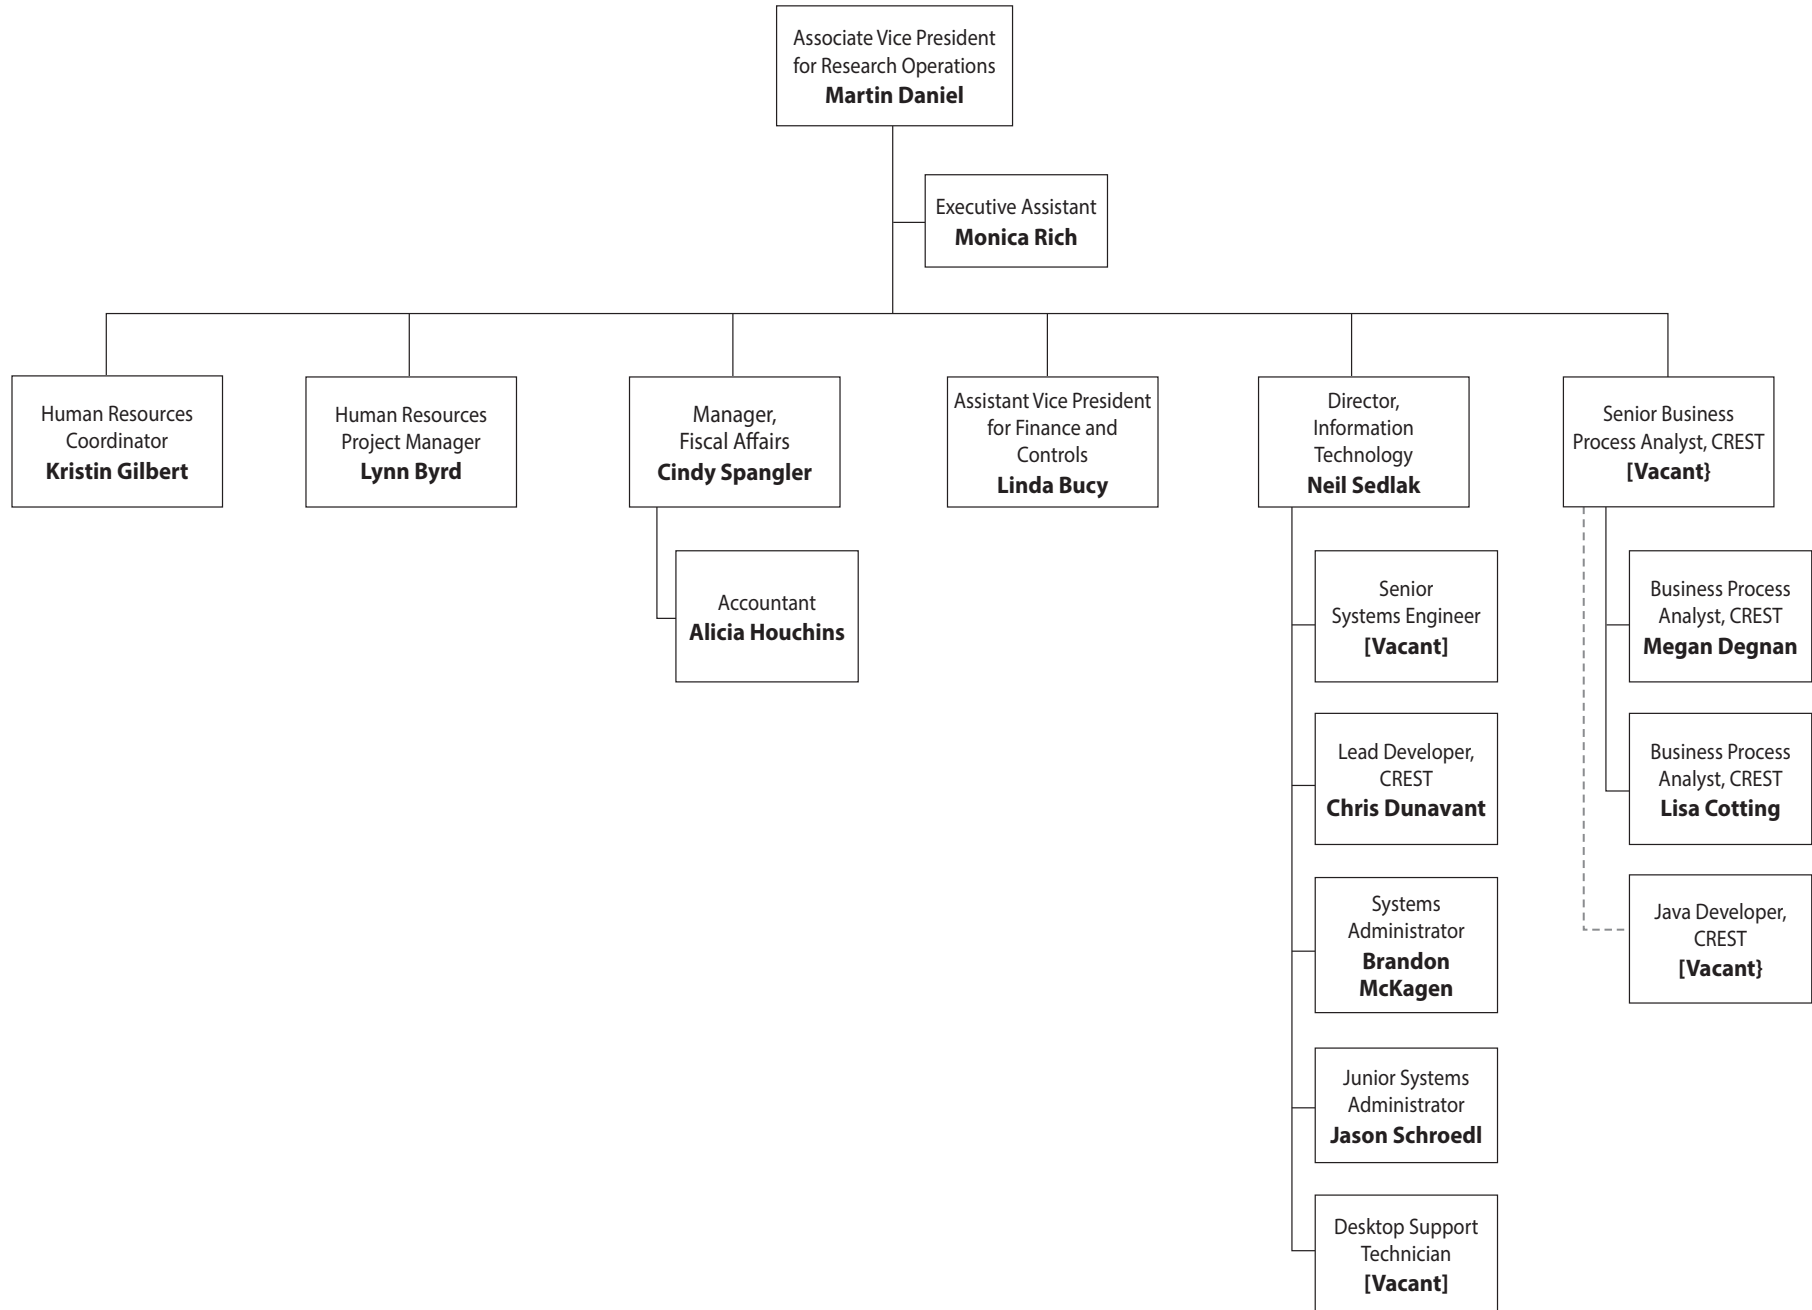 Associate Vice President
for Research Operations
Martin Daniel
Executive Assistant
Monica Rich
Human Resources
Coordinator
Kristin Gilbert
Human Resources
Project Manager
Lynn Byrd
Manager,
Fiscal Affairs
Cindy Spangler
Assistant Vice President
for Finance and
Controls
Linda Bucy
Director,
Information
Technology
Neil Sedlak
Senior Business
Process Analyst, CREST
[Vacant}
Accountant
Alicia Houchins
Senior
Systems Engineer
[Vacant]
Lead Developer,
CREST
Chris Dunavant
Systems
Administrator
Brandon
McKagen
Junior Systems
Administrator
Jason Schroedl
Desktop Support
Technician
[Vacant]
Business Process
Analyst, CREST
Megan Degnan
Business Process
Analyst, CREST
Lisa Cotting
Java Developer,
CREST
[Vacant}